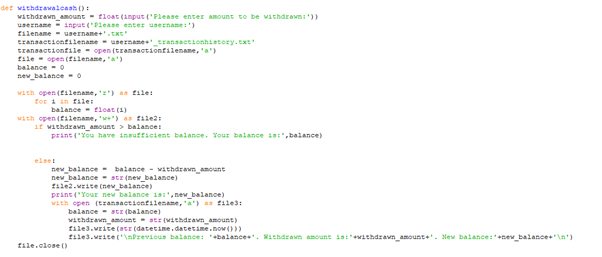 def withdrawalcash():
    withdrawn_amount = float(input('Please enter amount to be withdrawn:'))
    username = input('Please enter username:')
    filename = username+'.txt'
    transactionfilename = username+'_transactionhistory.txt'
    transactionfile = open(transactionfilename,'a')
    file = open(filename,'a')
    balance = 0
    new_balance = 0

    with open(filename,'r') as file:
        for i in file:
            balance = float(i)
    with open(filename,'w+') as file2:
        if withdrawn_amount > balance:
            print('You have insufficient balance. Your balance is:',balance)


        else:
            new_balance =  balance - withdrawn_amount
            new_balance = str(new_balance)
            file2.write(new_balance)
            print('Your new balance is:',new_balance)
            with open (transactionfilename,'a') as file3:
                balance = str(balance)
                withdrawn_amount = str(withdrawn_amount)
                file3.write(str(datetime.datetime.now()))
                file3.write('\nPrevious balance: '+balance+'. Withdrawn amount is:'+withdrawn_amount+'. New balance:'+new_balance+'\n')
    file.close()